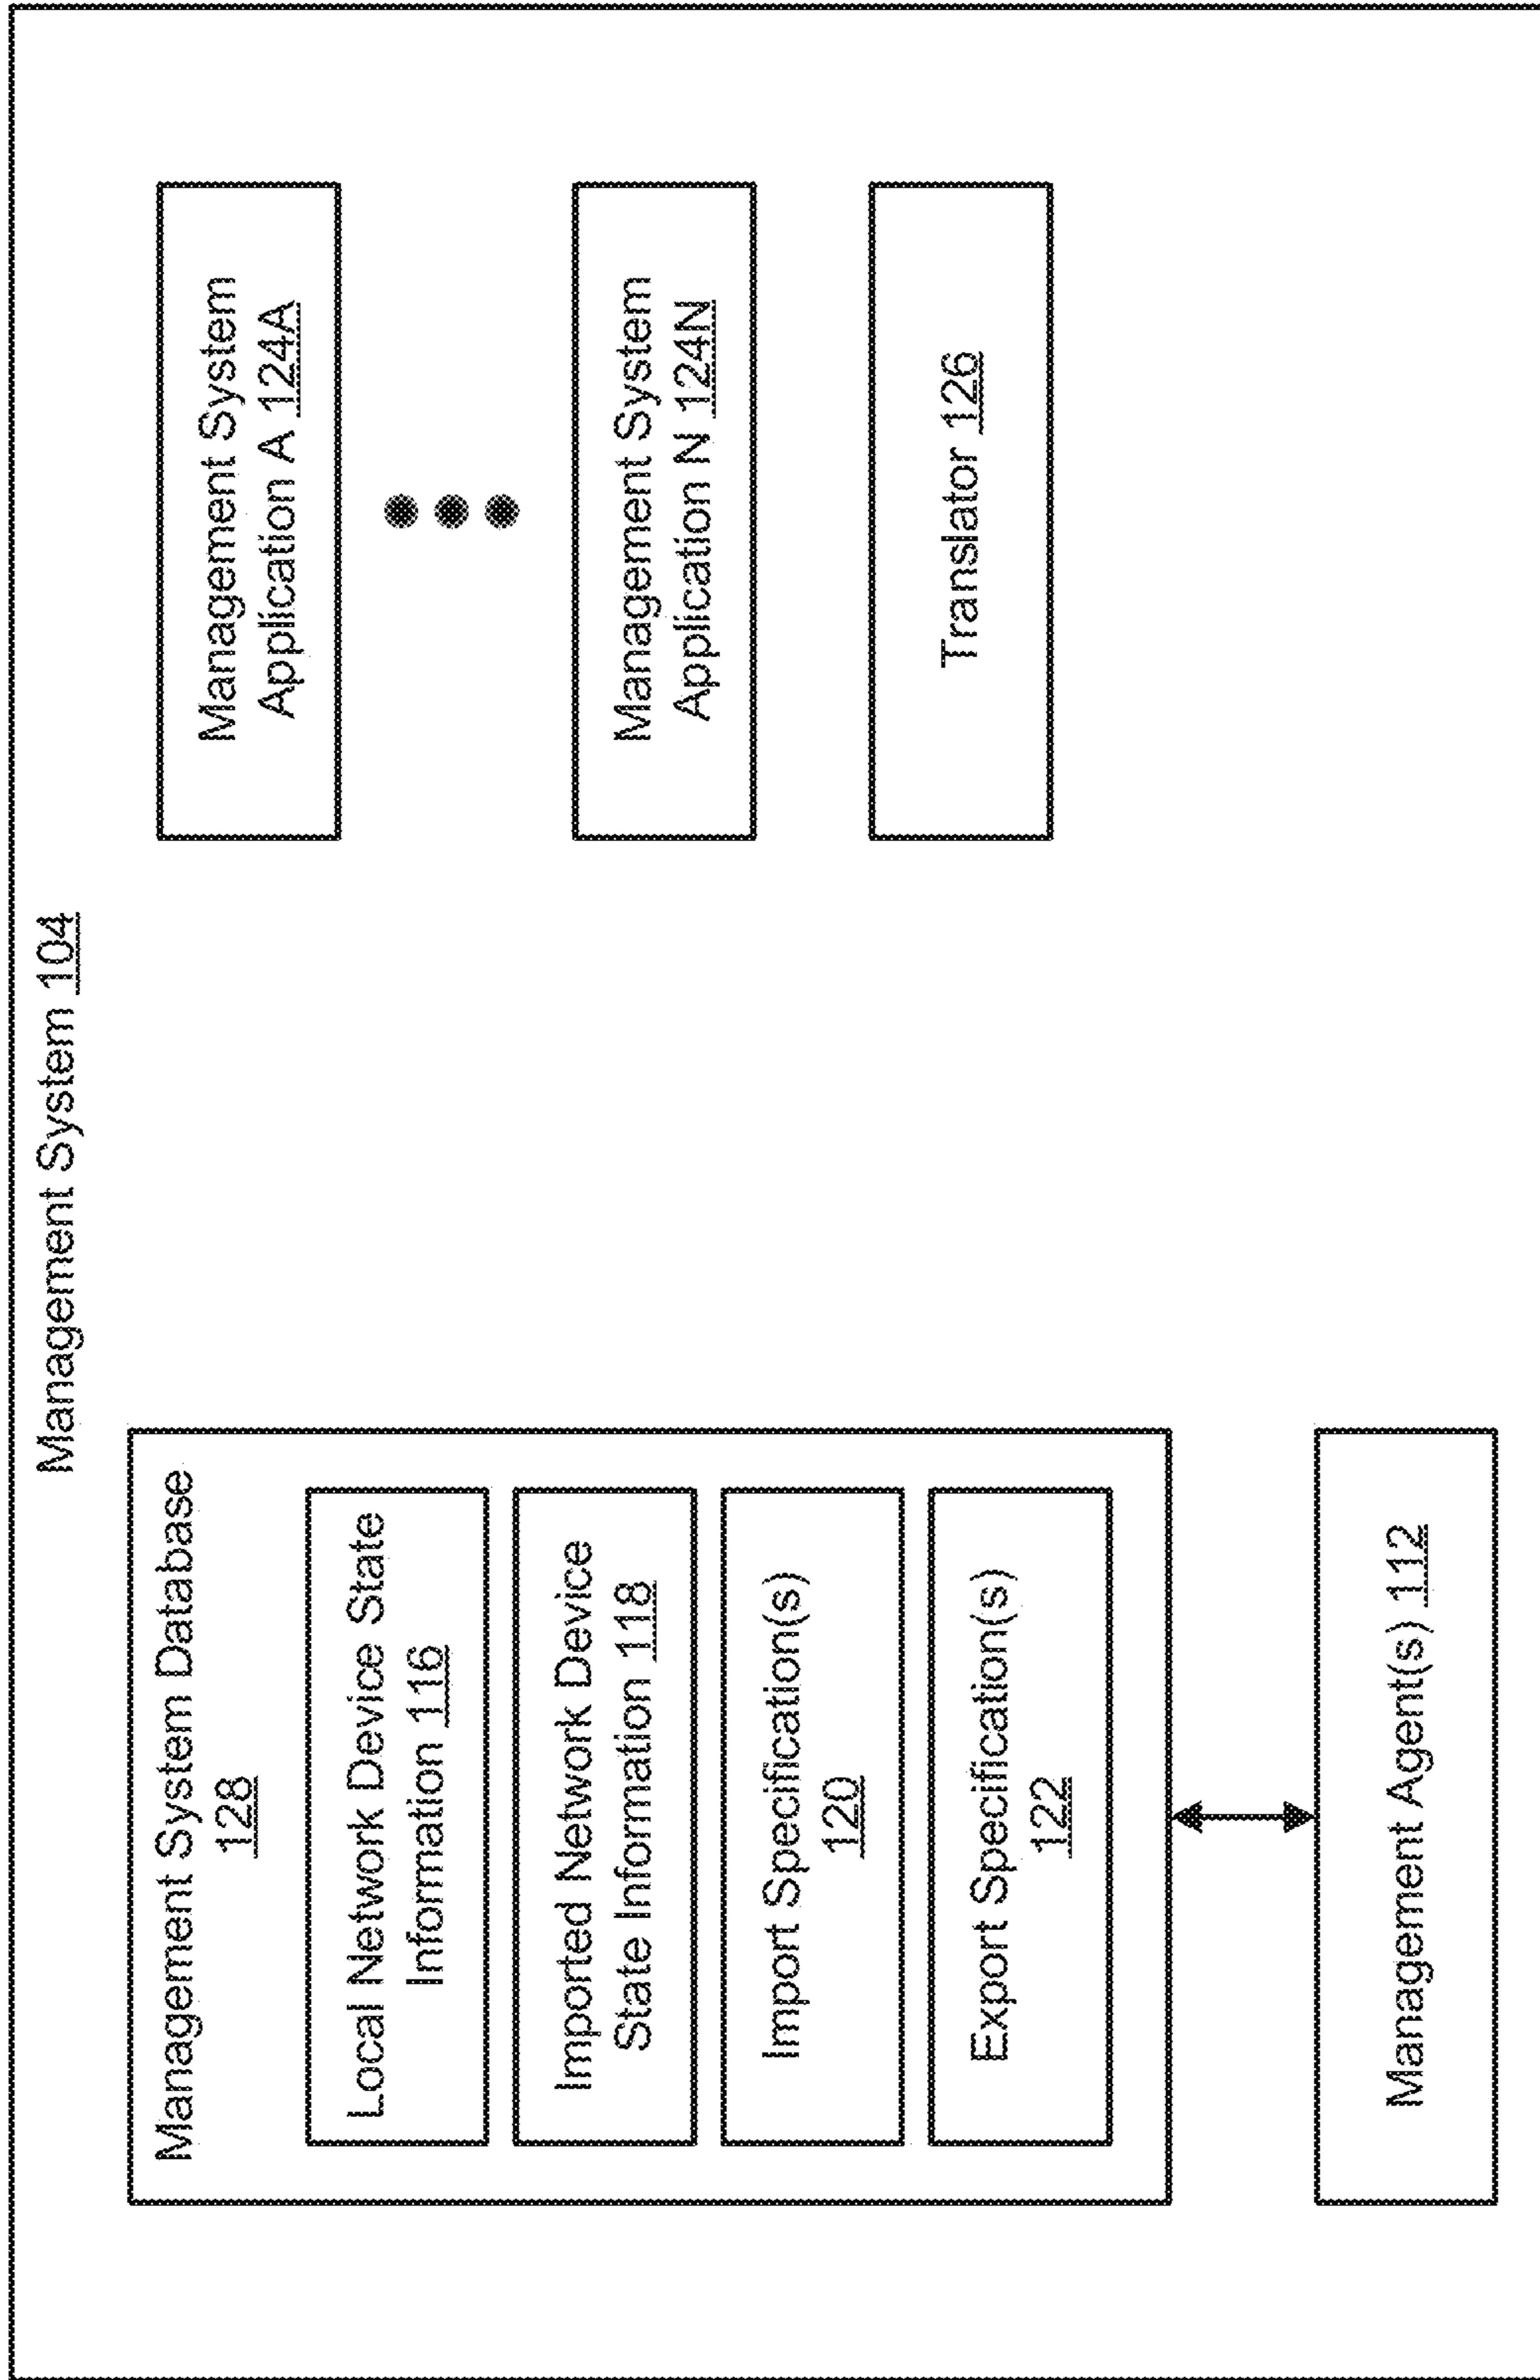 Management System 104
Management System Database
128
Local Network Device State
Information 116
Imported Network Device
State Information 118
Import Specification(s)
120
Export Specification(s)
122
Management Agent(s) 112
Management System
Application A 124A
Management System
Application N 124N
Translator 126